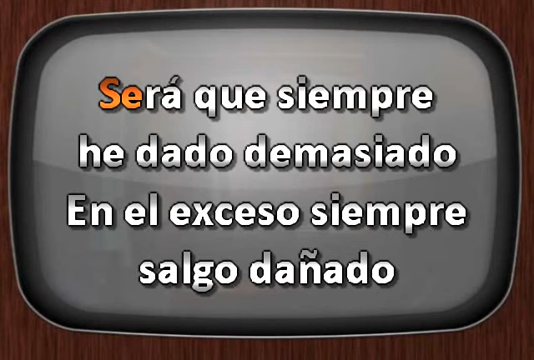 Será que siempre
he dado demasiado
En el exceso siempre
salgo dañado